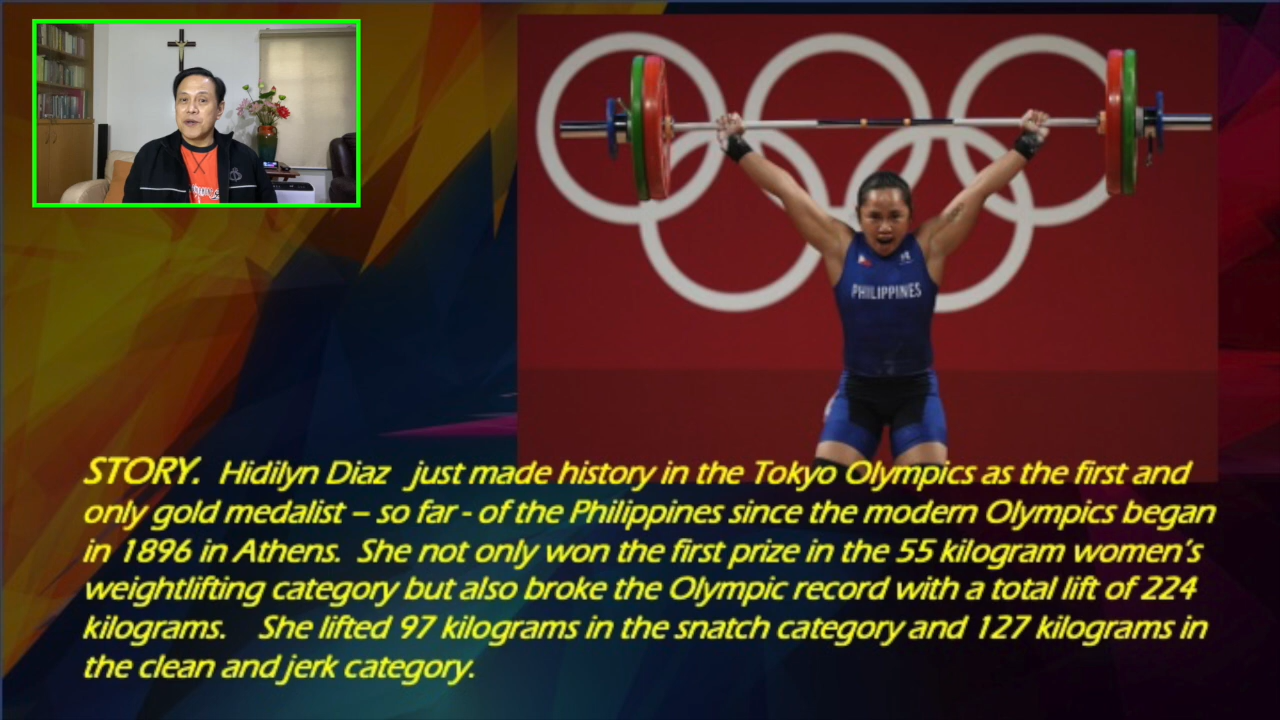 PHILIPPINES
STORY. Hidilyn Diaz just made history in the Tokyo Olympics as the first and
only gold medalist – so far - of the Philippines since the modern Olympics began
in 1896 in Athens. She not only won the first prize in the 55 kilogram women's
weightlifting category but also broke the Olympic record with a total lift of 224
kilograms. She lifted 97 kilograms in the snatch category and 127 kilograms in
the clean and jerk category.